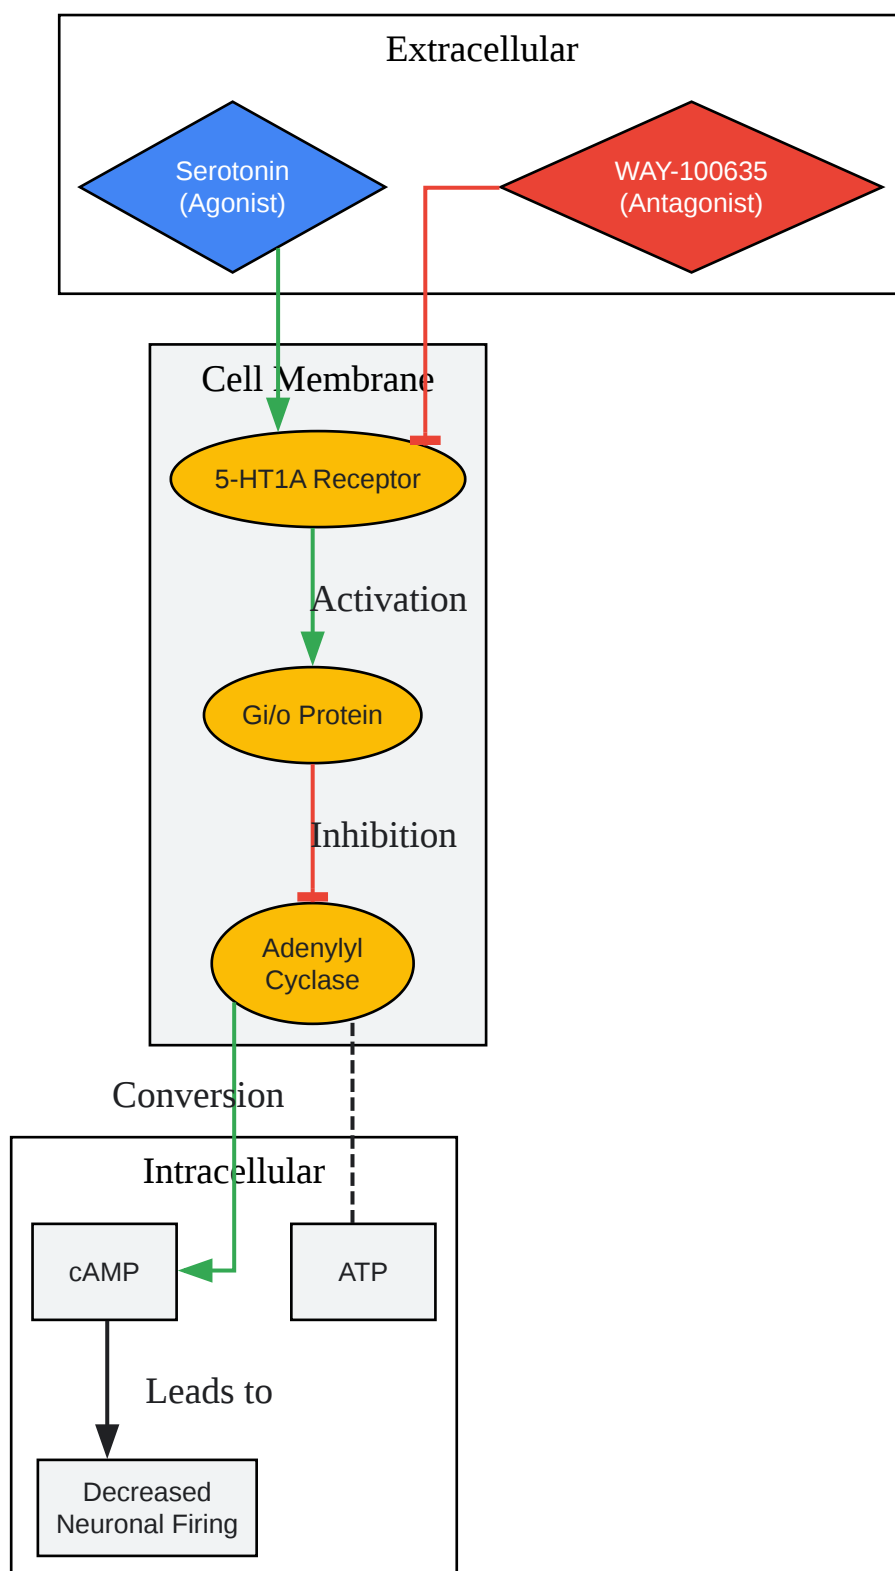 Extracellular
Serotonin
(Agonist)
WAY-100635
(Antagonist)
Cell Membrane
5-HT1A Receptor
Activation
Gi/o Protein
Inhibition
Adenylyl
Cyclase
Conversion
Intracellular
cAMP
ATP
Leads to
Decreased
Neuronal Firing